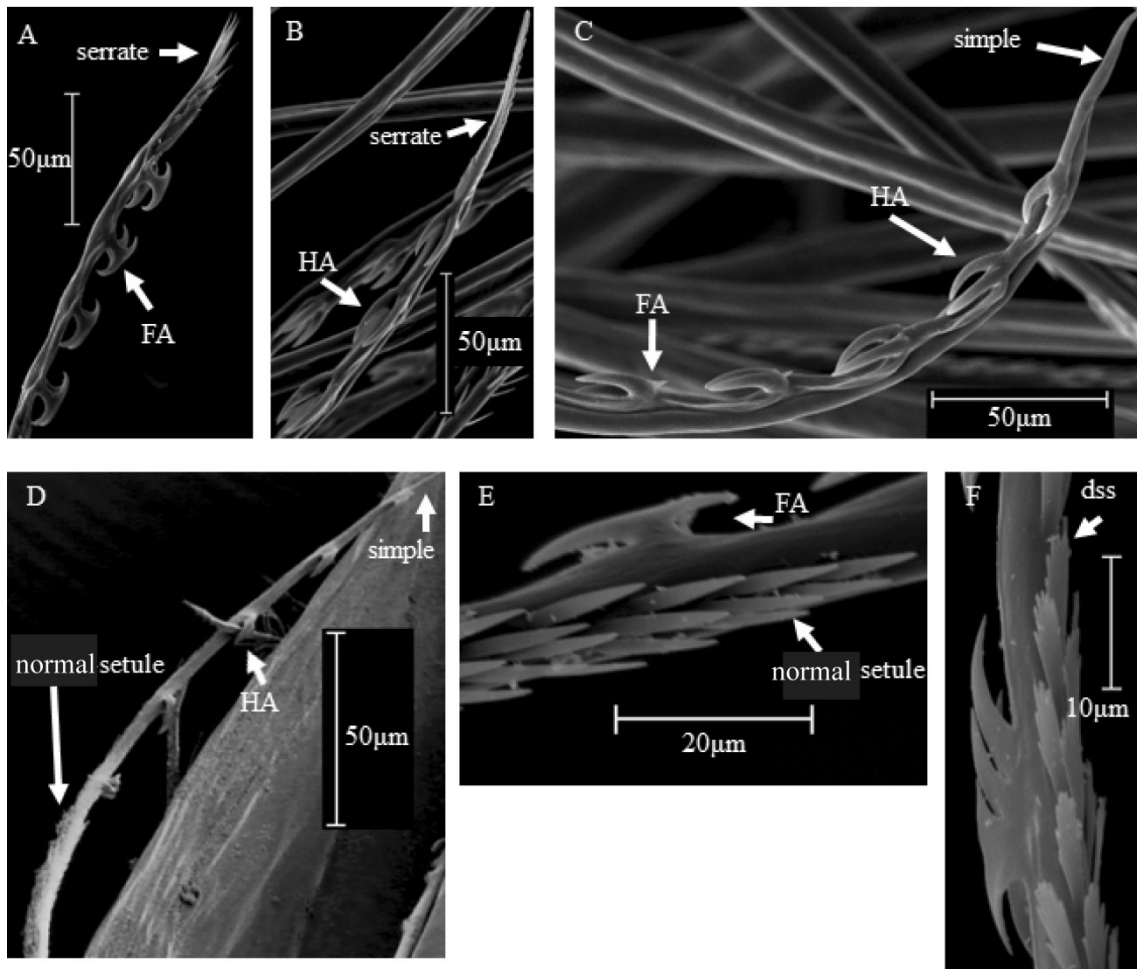 A
serrate
50μm
FA
B
serrate
HA
50μm
C
simple
HA
FA
50μm
D
simple
normal setule
HA
50μm
E
FA
normal setule
20μm
F
dss
10μm